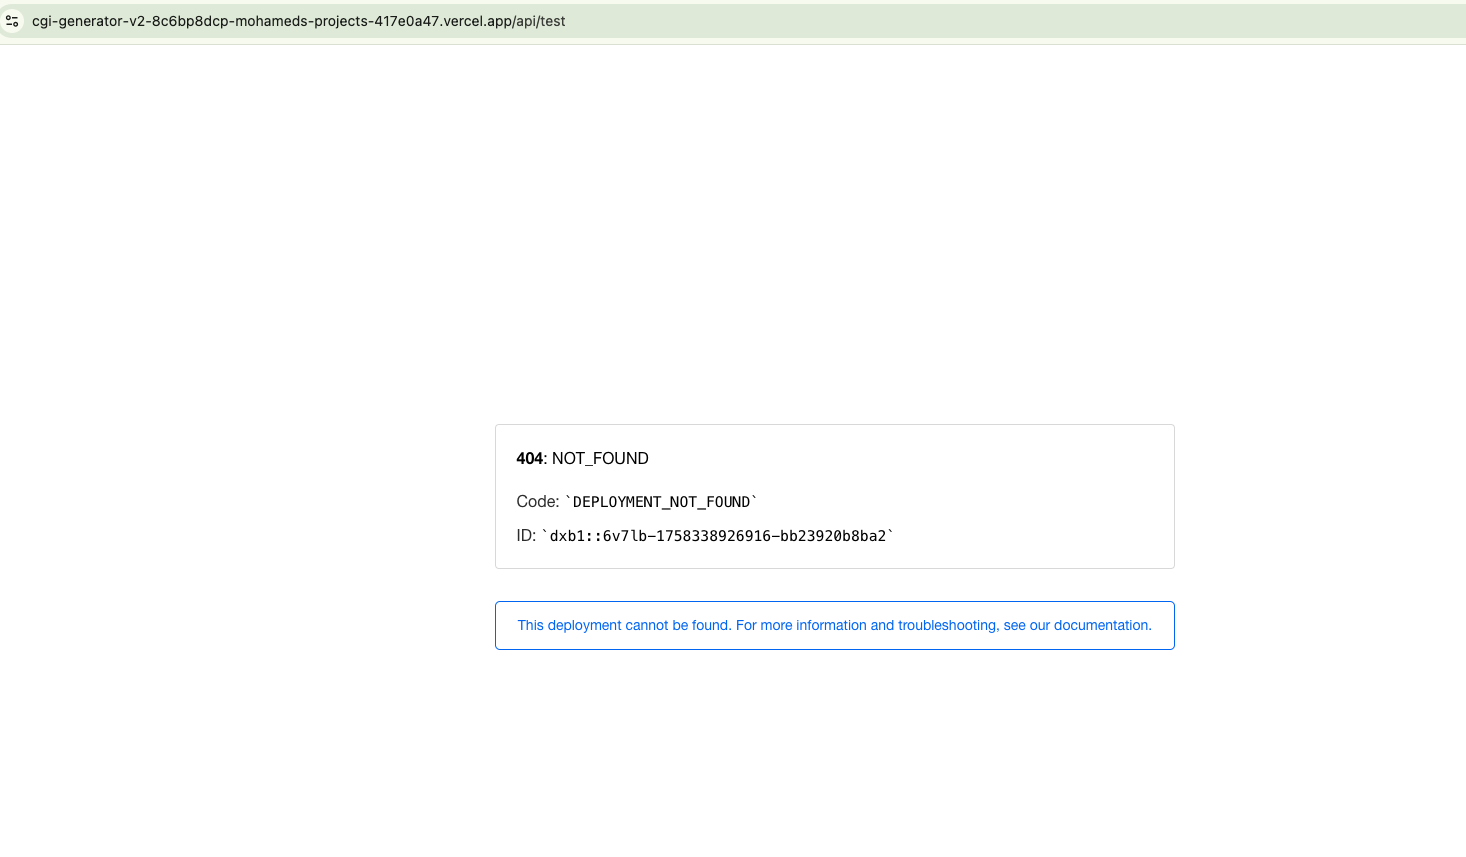 cgi-generator-v2-8c6bp8dcp-mohameds-projects-417e0a47.vercel.app/api/test
404: NOT_FOUND
Code: `DEPLOYMENT_NOT_FOUND`
ID: `dxb1::6v7lb-1758338926916-bb23920b8ba2`
This deployment cannot be found. For more information and troubleshooting, see our documentation.